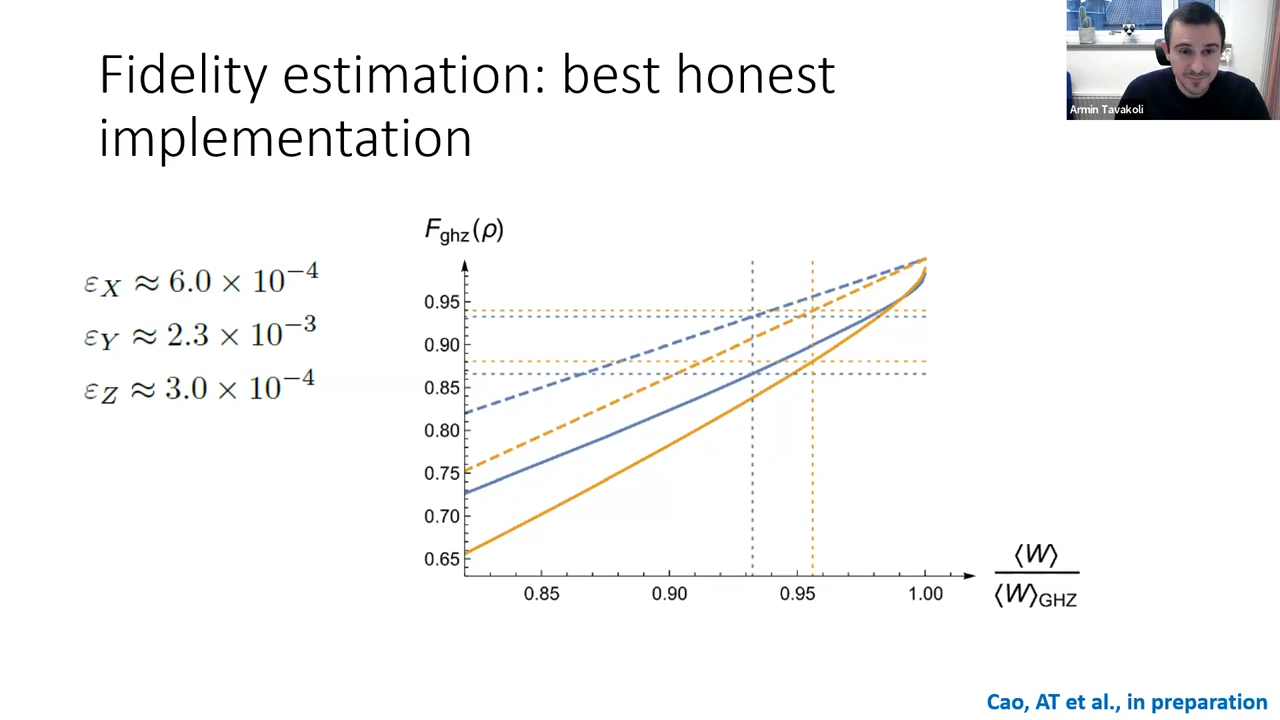 Fidelity estimation: best honest
implementation
Armin Tavakoli
εX ≈ 6.0 × 10⁻⁴
εY ≈ 2.3 × 10⁻³
εZ ≈ 3.0 × 10⁻⁴
Fghz(ρ)
0.95
0.90
0.85
0.80
0.75
0.70
0.65
0.85 0.90 0.95 1.00
⟨W⟩
⟨W⟩GHZ
Cao, AT et al., in preparation